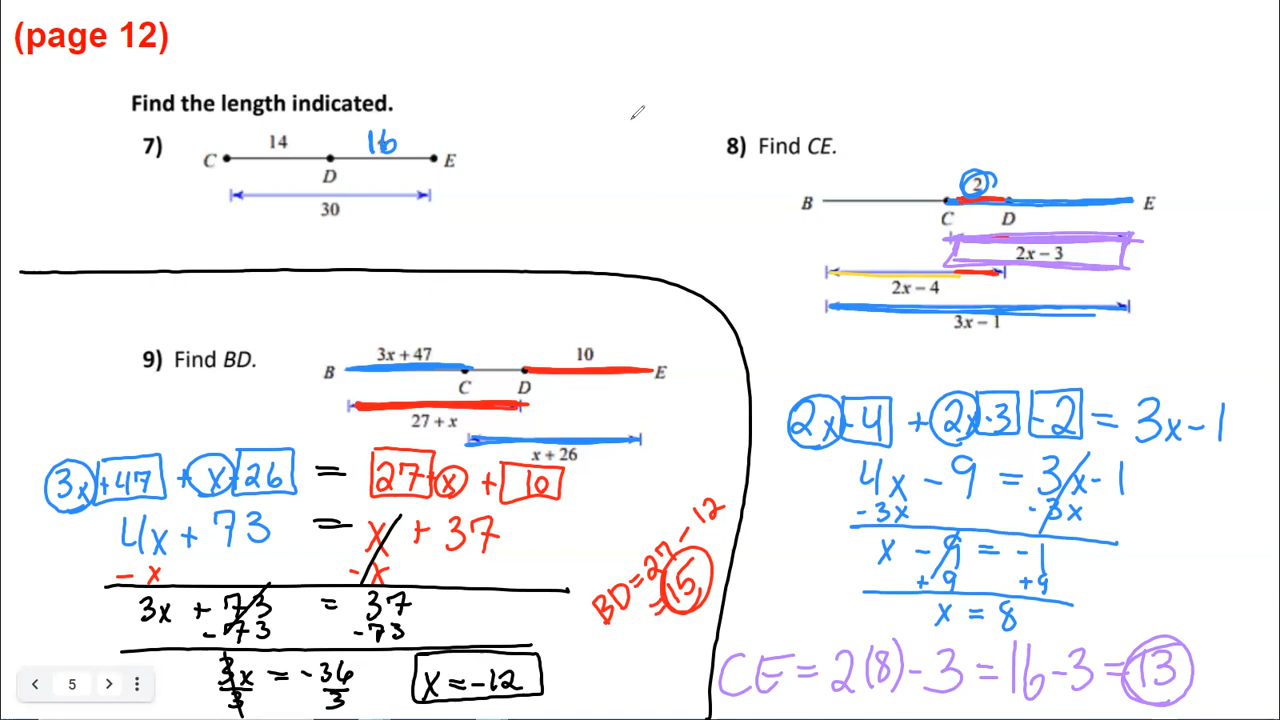 (page 12)
Find the length indicated.
7)
14 16
C D E
30
8) Find CE.
2
B C D E
2x – 3
2x – 4
3x – 1
2x -4 + 2x -3 -2 = 3x - 1
4x - 9 = 3x - 1
-3x -3x
x - 9 = -1
+9 +9
x = 8
CE = 2(8) - 3 = 16 - 3 = 13
9) Find BD.
3x + 47 10
B C D E
27 + x
x + 26
3x +47 + x +26 = 27 + x + 10
4x + 73 = x + 37
- x - x
3x + 73 = 37
-73 -73
3x = -36
3 3
x = -12
BD = 27 - 12
= 15
5